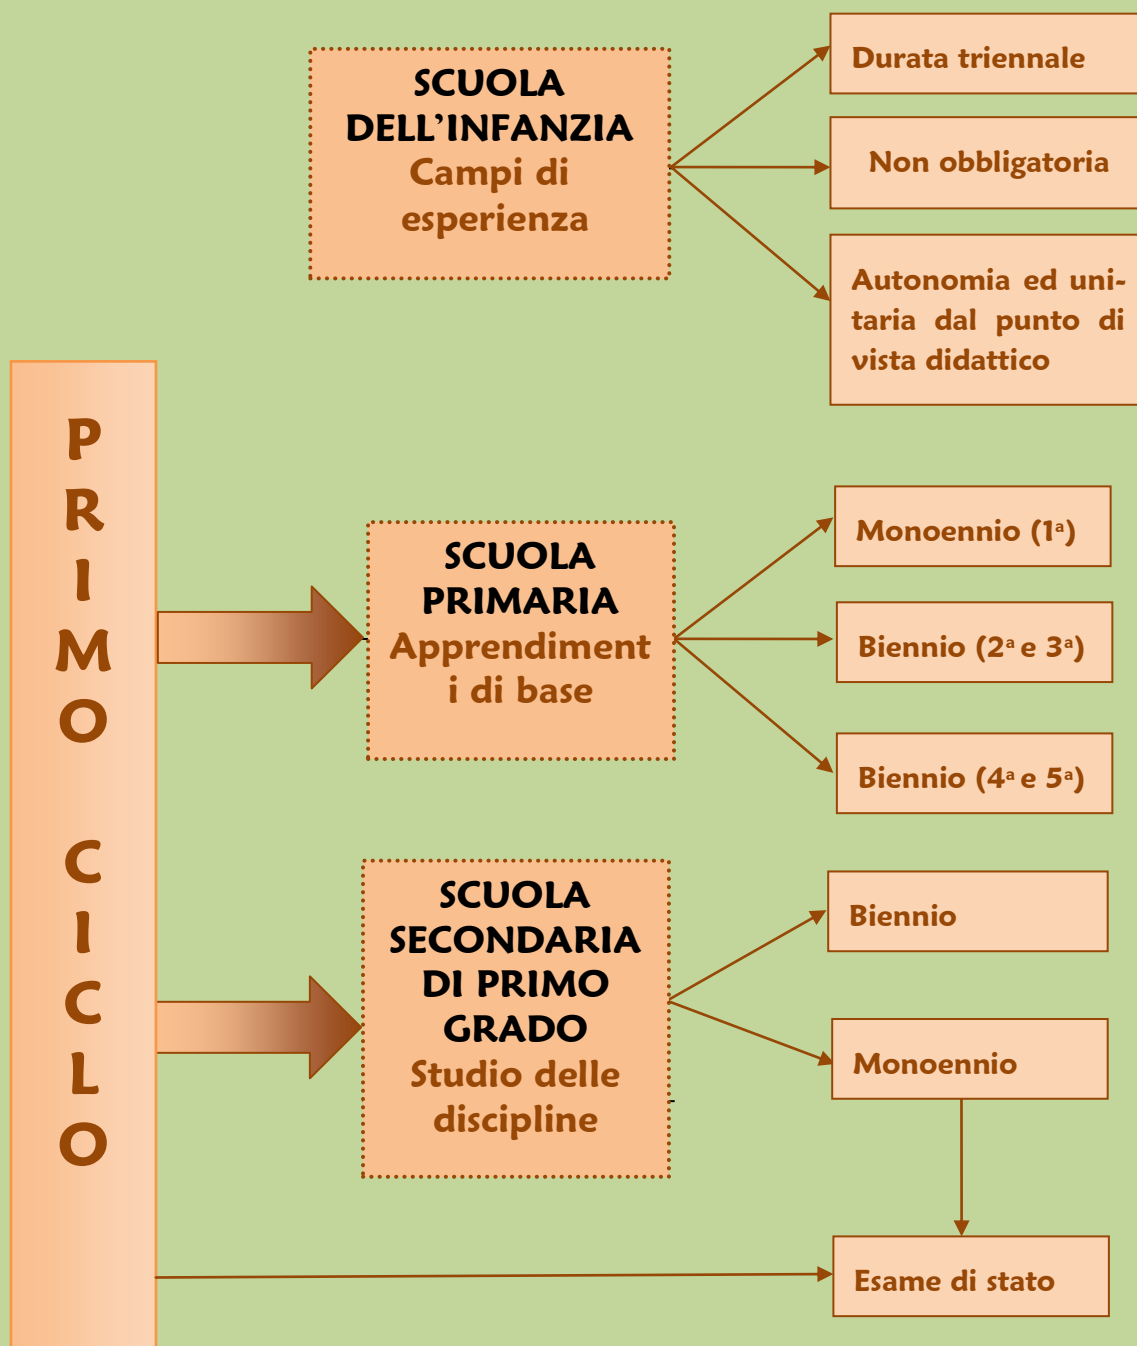 SCUOLA
DELL’INFANZIA
Campi di
esperienza
Durata triennale
Non obbligatoria
Autonomia ed uni-
taria dal punto di
vista didattico
P
R
I
M
O
C
I
C
L
O
SCUOLA
PRIMARIA
Apprendiment
i di base
Monoennio (1ª)
Biennio (2ª e 3ª)
Biennio (4ª e 5ª)
SCUOLA
SECONDARIA
DI PRIMO
GRADO
Studio delle
discipline
Biennio
Monoennio
Esame di stato